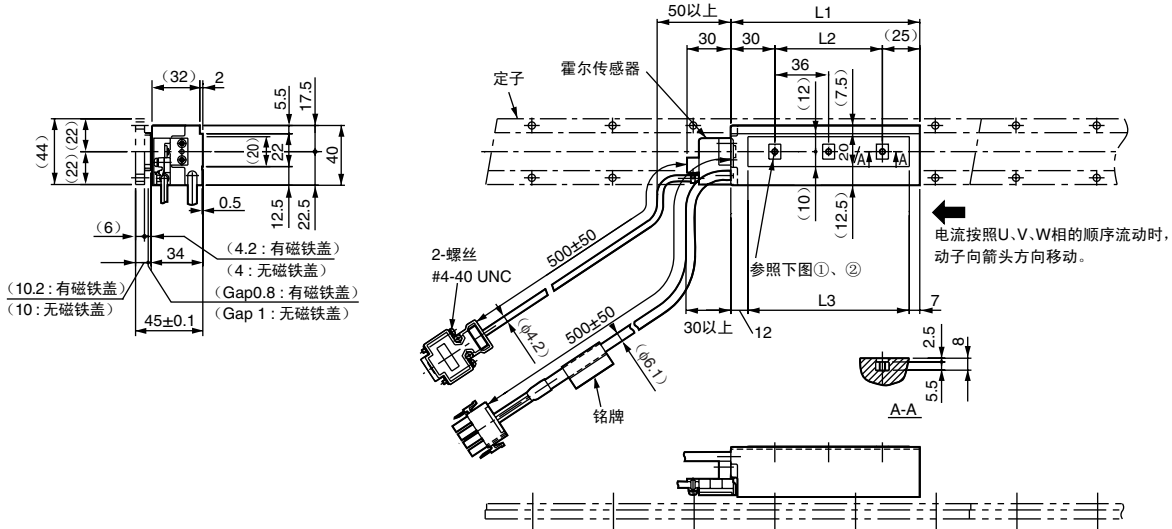 50以上
L1
30
30
L2
(25)
36
霍尔传感器
定子
(12)
(7.5)
20
A
A
(10)
(12.5)
(32)
2
5.5
17.5
(44)
(22)
(22)
(20)
22
40
12.5
22.5
0.5
(6)
34
(4.2 : 有磁铁盖)
(4 : 无磁铁盖)
(10.2 : 有磁铁盖)
(10 : 无磁铁盖)
(Gap0.8 : 有磁铁盖)
(Gap 1 : 无磁铁盖)
45±0.1
2-螺丝
#4-40 UNC
500±50
(φ4.2)
500±50
(φ6.1)
铭牌
参照下图①、②
30以上
12
L3
7
电流按照U、V、W相的顺序流动时，
动子向箭头方向移动。
2.5
8
5.5
A-A